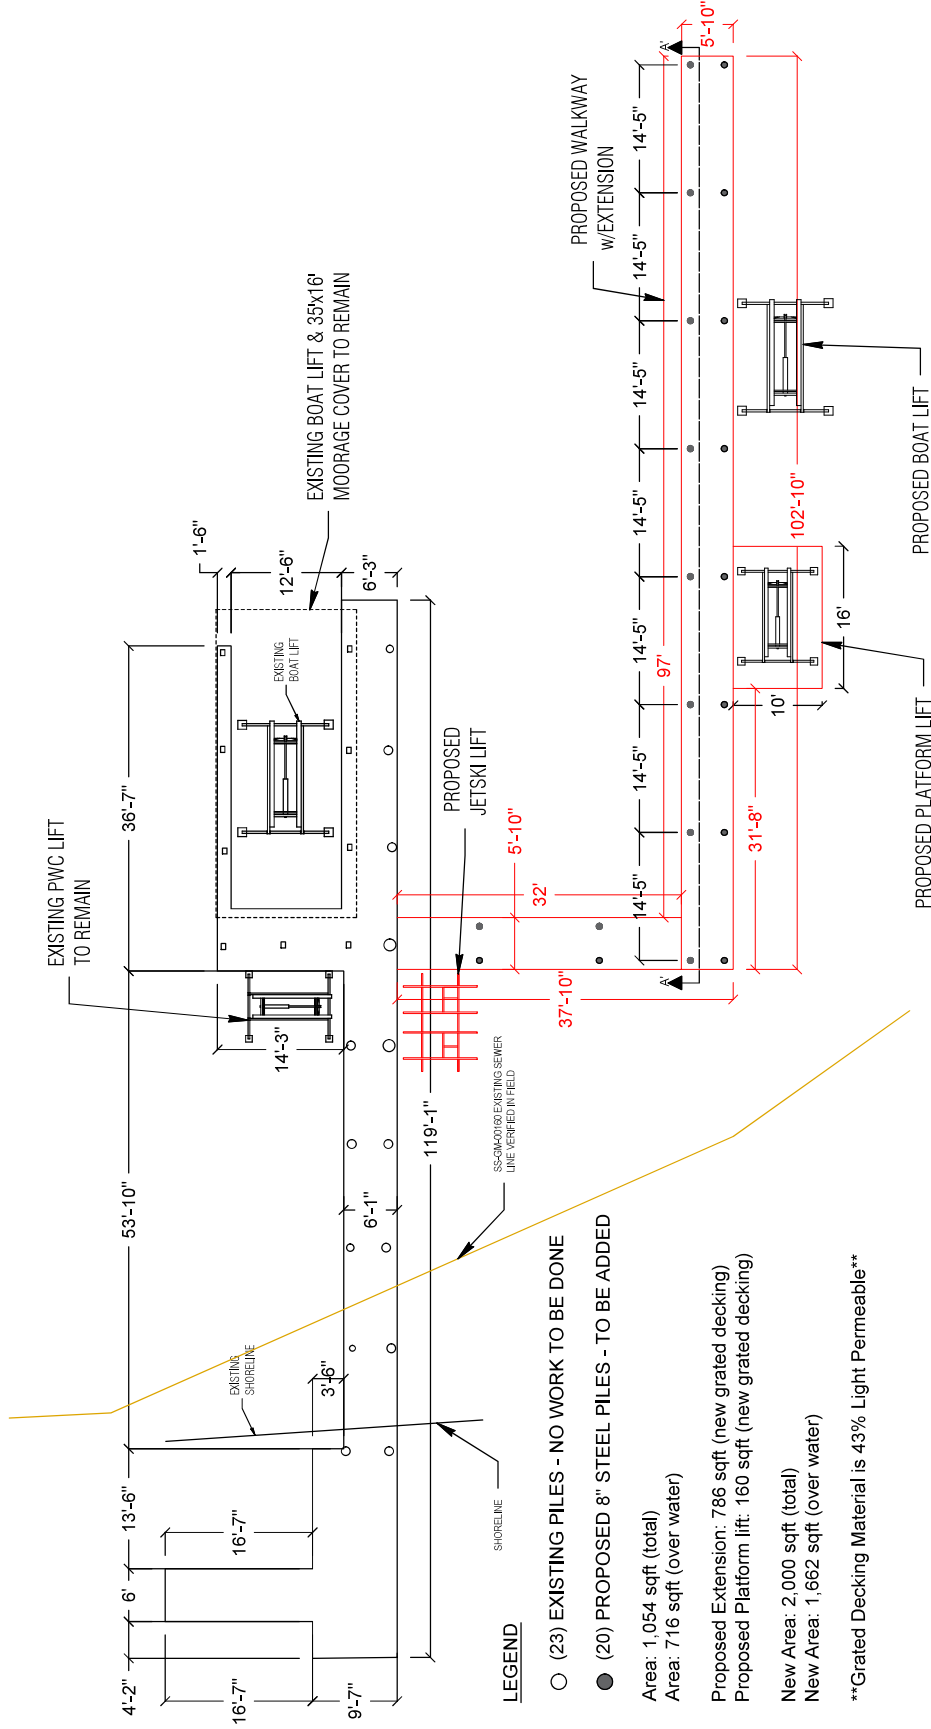 EXISTING PWC LIFT
TO REMAIN
EXISTING BOAT LIFT & 35'x16'
MOORAGE COVER TO REMAIN
PROPOSED WALKWAY
w/EXTENSION
4'-2"
6'
13'-6"
53'-10"
36'-7"
1'-6"
12'-6"
6'-3"
16'-7"
16'-7"
9'-7"
3'-6"
6'-1"
14'-3"
119'-1"
EXISTING
SHORELINE
SHORELINE
EXISTING
BOAT LIFT
SS-GM-00160 EXISTING SEWER
LINE VERIFIED IN FIELD
PROPOSED
JETSKI LIFT
5'-10"
32'
37'-10"
97'
14'-5"
14'-5"
14'-5"
14'-5"
14'-5"
14'-5"
14'-5"
A'
A'
5'-10"
102'-10"
31'-8"
10'
16'
PROPOSED PLATFORM LIFT
PROPOSED BOAT LIFT
LEGEND
(23) EXISTING PILES - NO WORK TO BE DONE
(20) PROPOSED 8" STEEL PILES - TO BE ADDED
Area: 1,054 sqft (total)
Area: 716 sqft (over water)
Proposed Extension: 786 sqft (new grated decking)
Proposed Platform lift: 160 sqft (new grated decking)
New Area: 2,000 sqft (total)
New Area: 1,662 sqft (over water)
**Grated Decking Material is 43% Light Permeable**